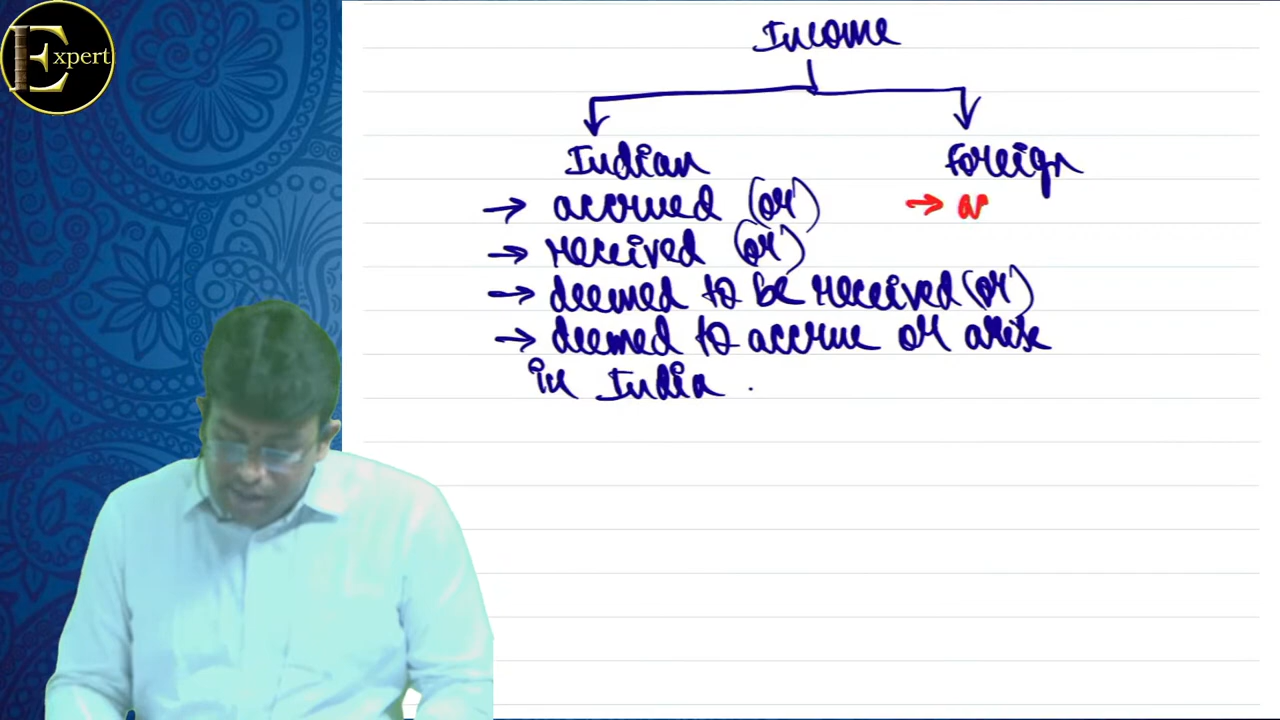 Expert
Income
Indian
Foreign
→ accrued (or)
→ a
→ received (or)
→ deemed to be received (or)
→ deemed to accrue or arise
in India .